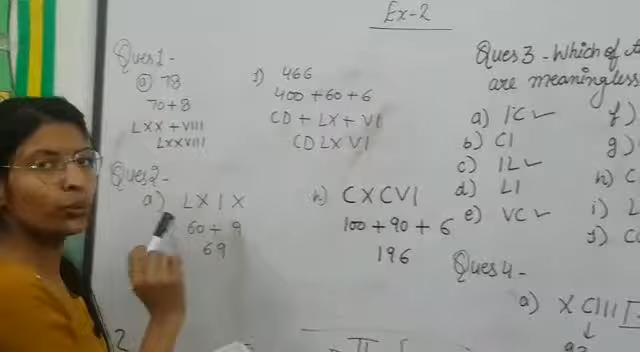 Ex-2
Ques1-
a) 78
70+8
LXX + VIII
LXXVIII
Ques2-
a) LXIX
60 + 9
69
f) 466
400+60+6
CD + LX + VI
CDLXVI
h) CXCVI
100 + 90 + 6
196
Ques3 - Which of
are meaningless
a) IC ✓
b) CI
c) IL ✓
d) LI
e) VC ✓
f)
g)
h) C
i) L
j)
Ques4-
a) XCIII
↓
2